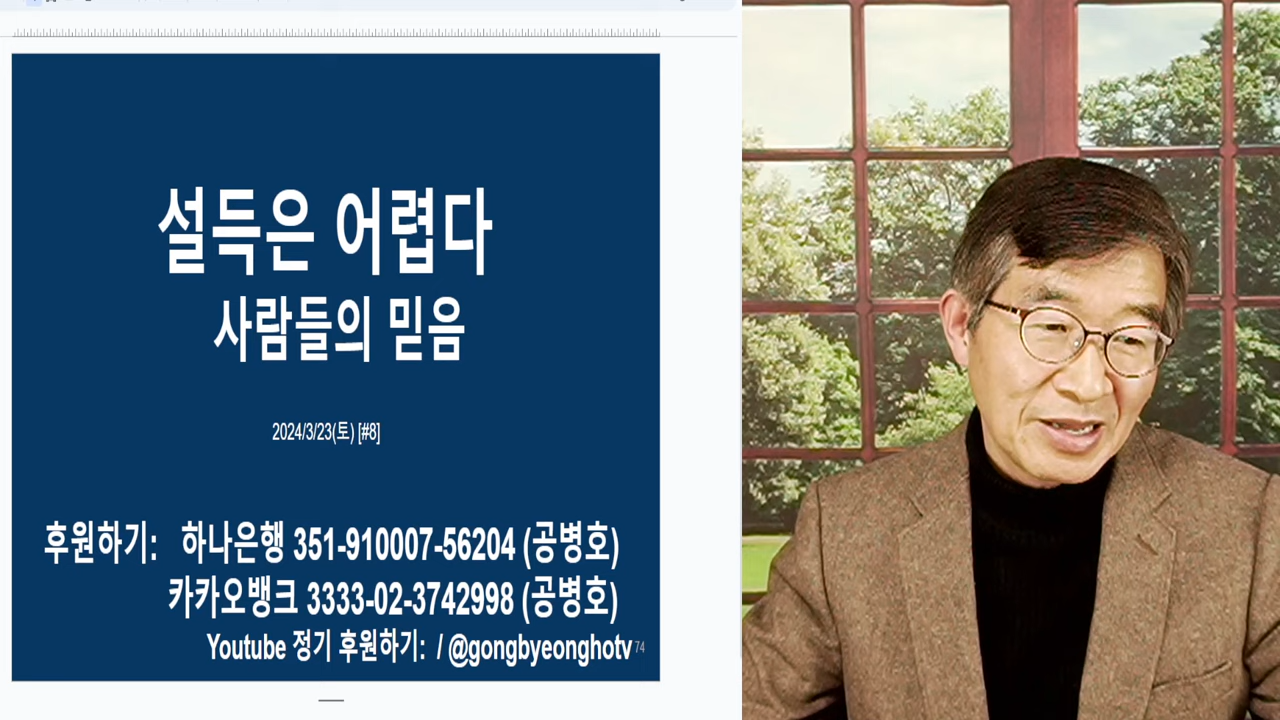 설득은 어렵다
사람들의 믿음
2024/3/23(토) [#8]
후원하기: 하나은행 351-910007-56204 (공병호)
카카오뱅크 3333-02-3742998 (공병호)
Youtube 정기 후원하기: / @gongbyeonghotv
74